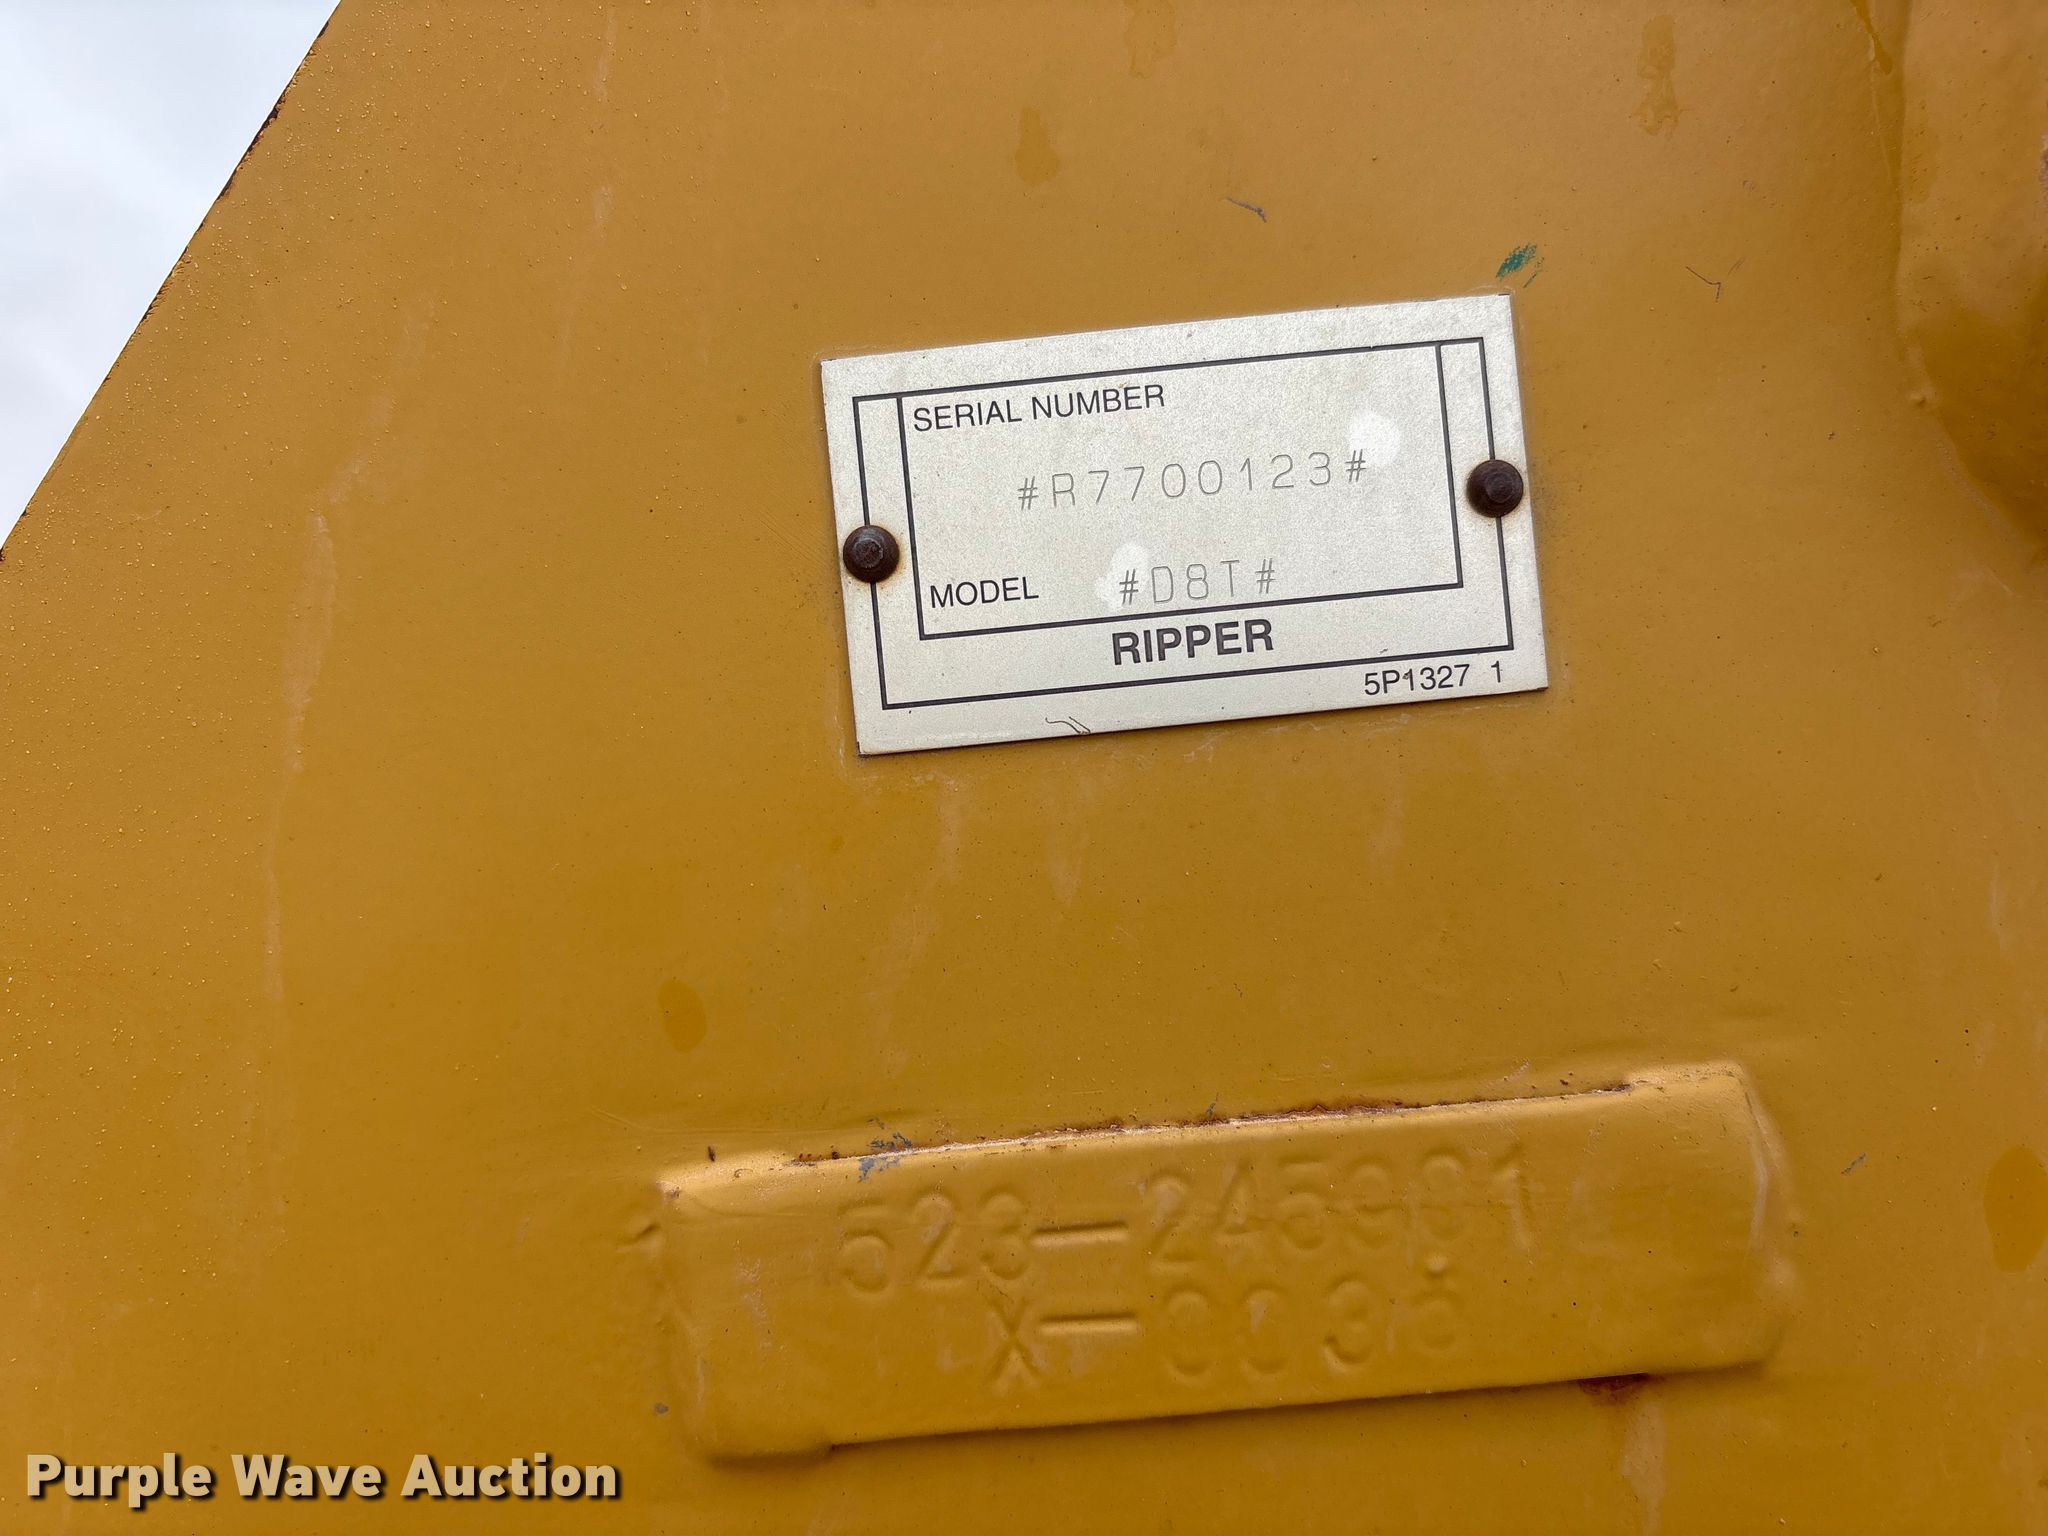 SERIAL NUMBER
#R7700123#
MODEL #D8T#
RIPPER
5P1327 1
Purple Wave Auction